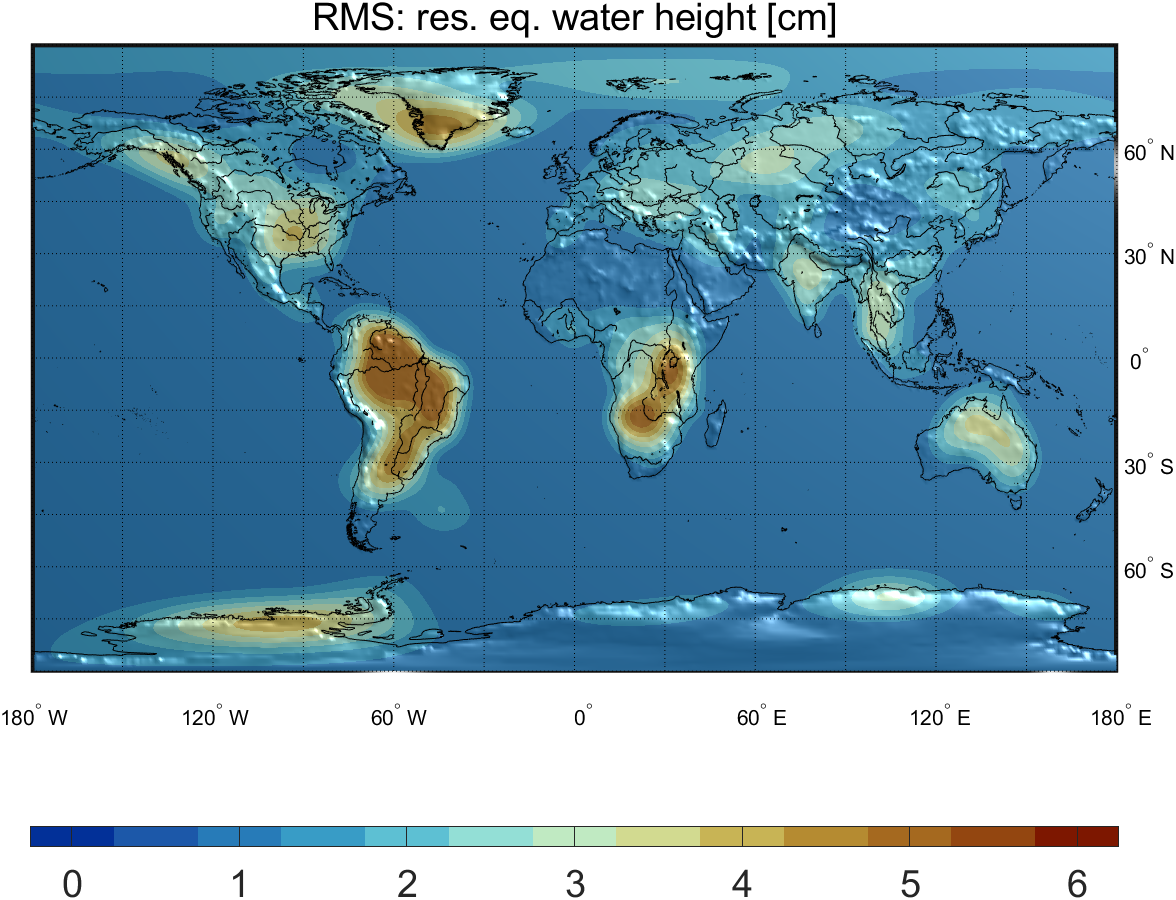 RMS: res. eq. water height [cm]
60° N
30° N
0°
30° S
60° S
180° W 120° W 60° W 0° 60° E 120° E 180° E
0 1 2 3 4 5 6